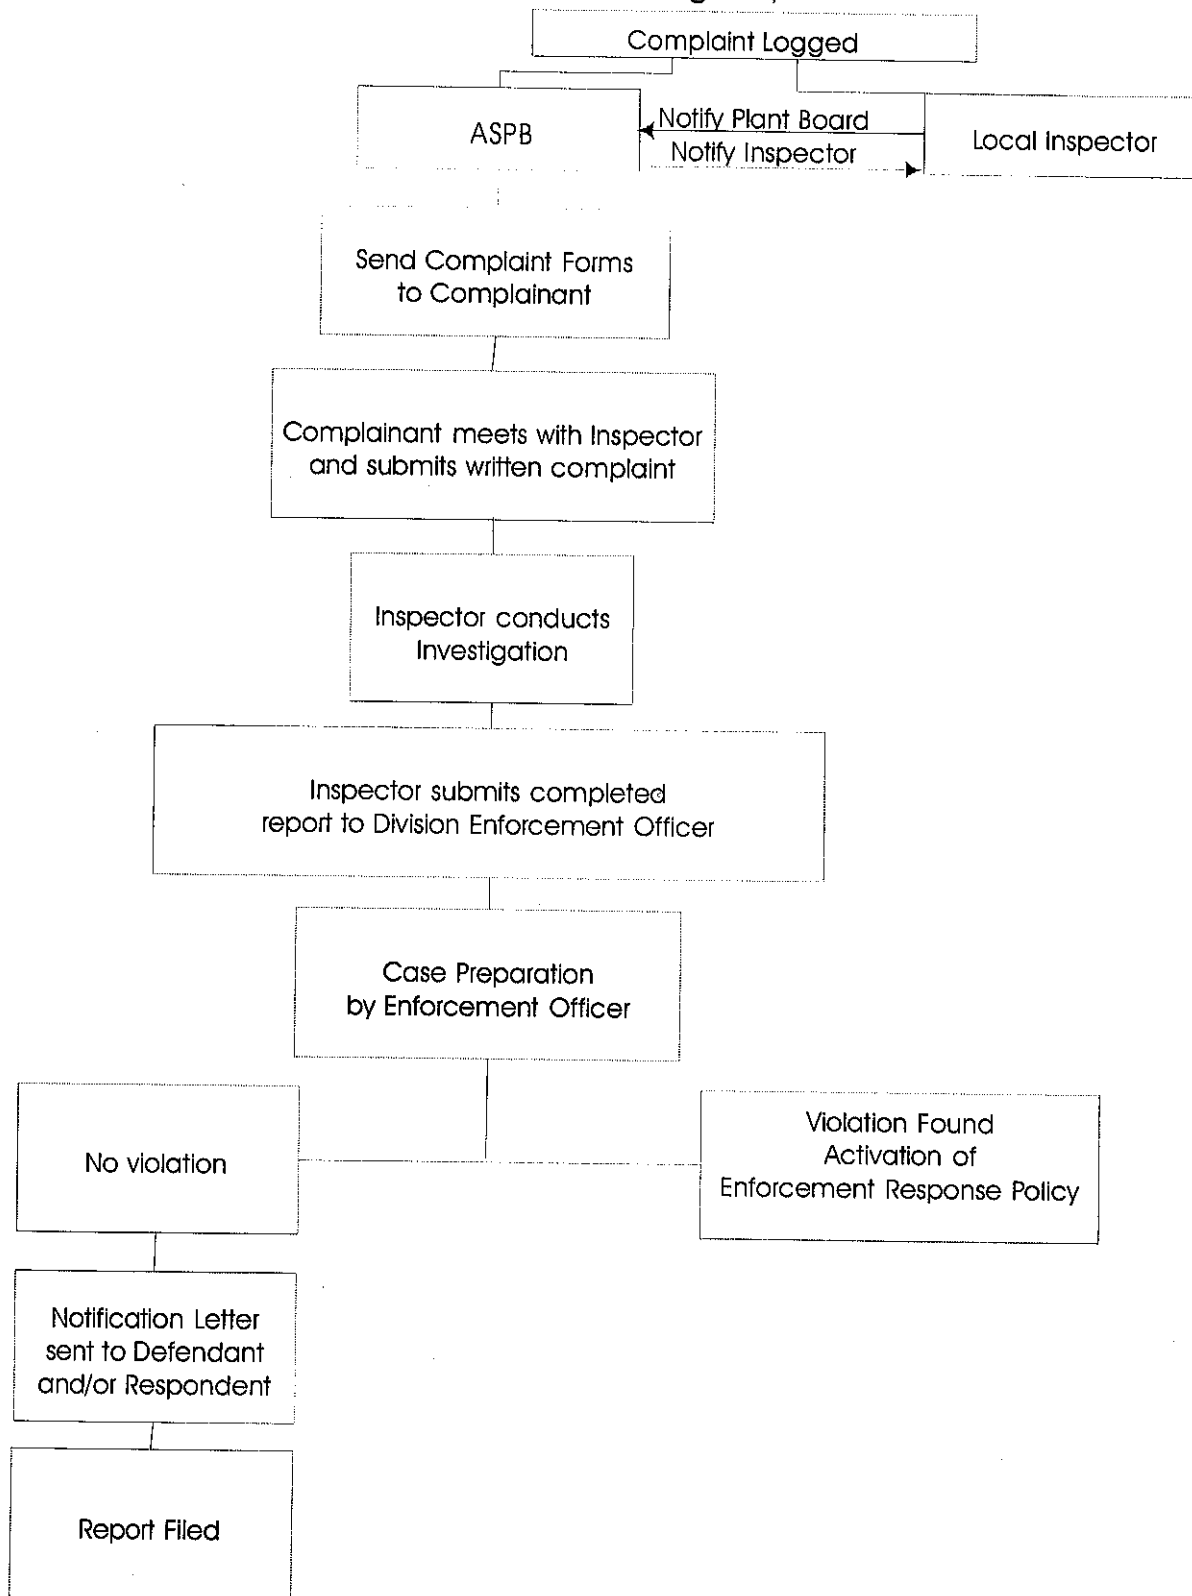 Complaint Logged
ASPB
Notify Plant Board
Notify Inspector
Local Inspector
Send Complaint Forms
to Complainant
Complainant meets with Inspector
and submits written complaint
Inspector conducts
Investigation
Inspector submits completed
report to Division Enforcement Officer
Case Preparation
by Enforcement Officer
No violation
Violation Found
Activation of
Enforcement Response Policy
Notification Letter
sent to Defendant
and/or Respondent
Report Filed